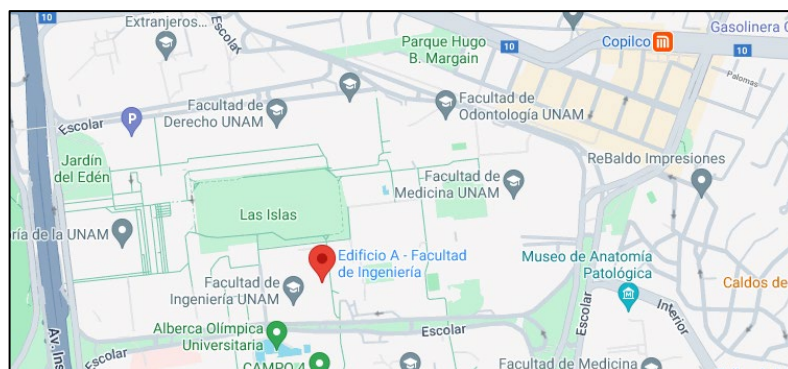 10
Extranjeros...
Escolar
Parque Hugo
B. Margain
10
Copilco
10
Gasolinera
Palomas
Facultad de
Derecho UNAM
Facultad de
Odontología UNAM
Escolar
P
Jardín
del Edén
Facultad de
Medicina UNAM
ReBaldo Impresiones
Las Islas
ría de la UNAM
Edificio A - Facultad
de Ingeniería
Museo de Anatomía
Patológica
Facultad de
Ingeniería UNAM
Caldos de
Interior
Escolar
Alberca Olímpica
Universitaria
Escolar
Escolar
Av. Ins
CAMPO 4
Facultad de Medicina